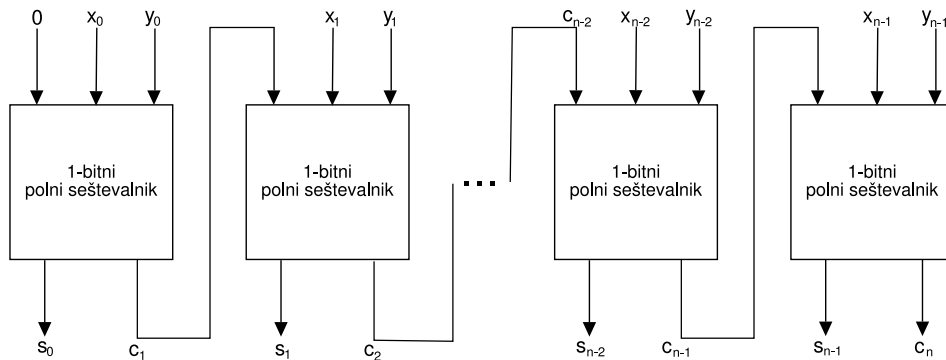 0 x0 y0 x1 y1 cn-2 xn-2 yn-2 xn-1 yn-1
1-bitni
polni seštevalnik
1-bitni
polni seštevalnik
1-bitni
polni seštevalnik
1-bitni
polni seštevalnik
s0 c1 s1 c2 sn-2 cn-1 sn-1 cn